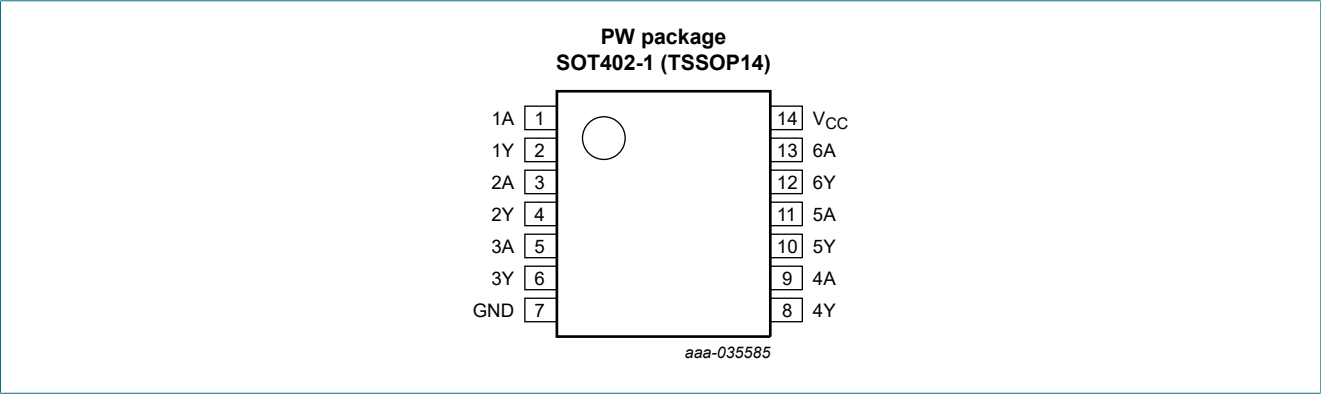 PW package
SOT402-1 (TSSOP14)
1A 1 14 VCC
1Y 2 13 6A
2A 3 12 6Y
2Y 4 11 5A
3A 5 10 5Y
3Y 6 9 4A
GND 7 8 4Y
aaa-035585